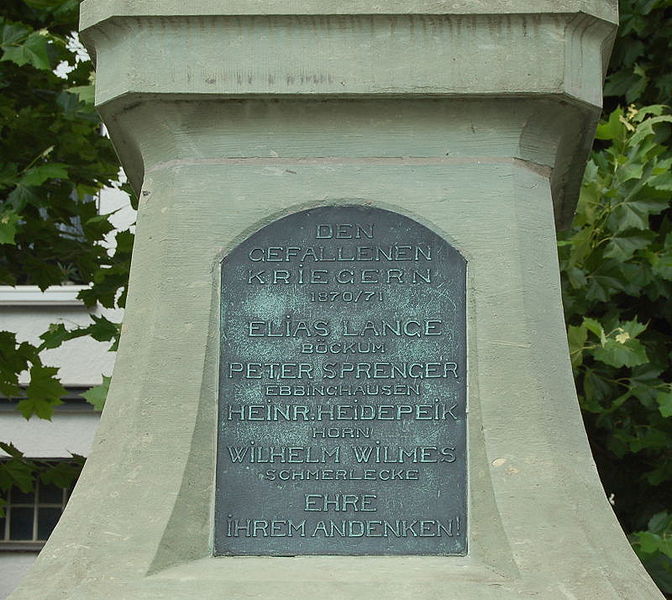 DEN
GEFALLENEN
KRIEGERN
1870/71
ELIAS LANGE
BÖCKUM
PETER SPRENGER
EBBINGHAUSEN
HEINR. HEIDEPEIK
HORN
WILHELM WILMES
SCHMERLECKE
EHRE
IHREM ANDENKEN!